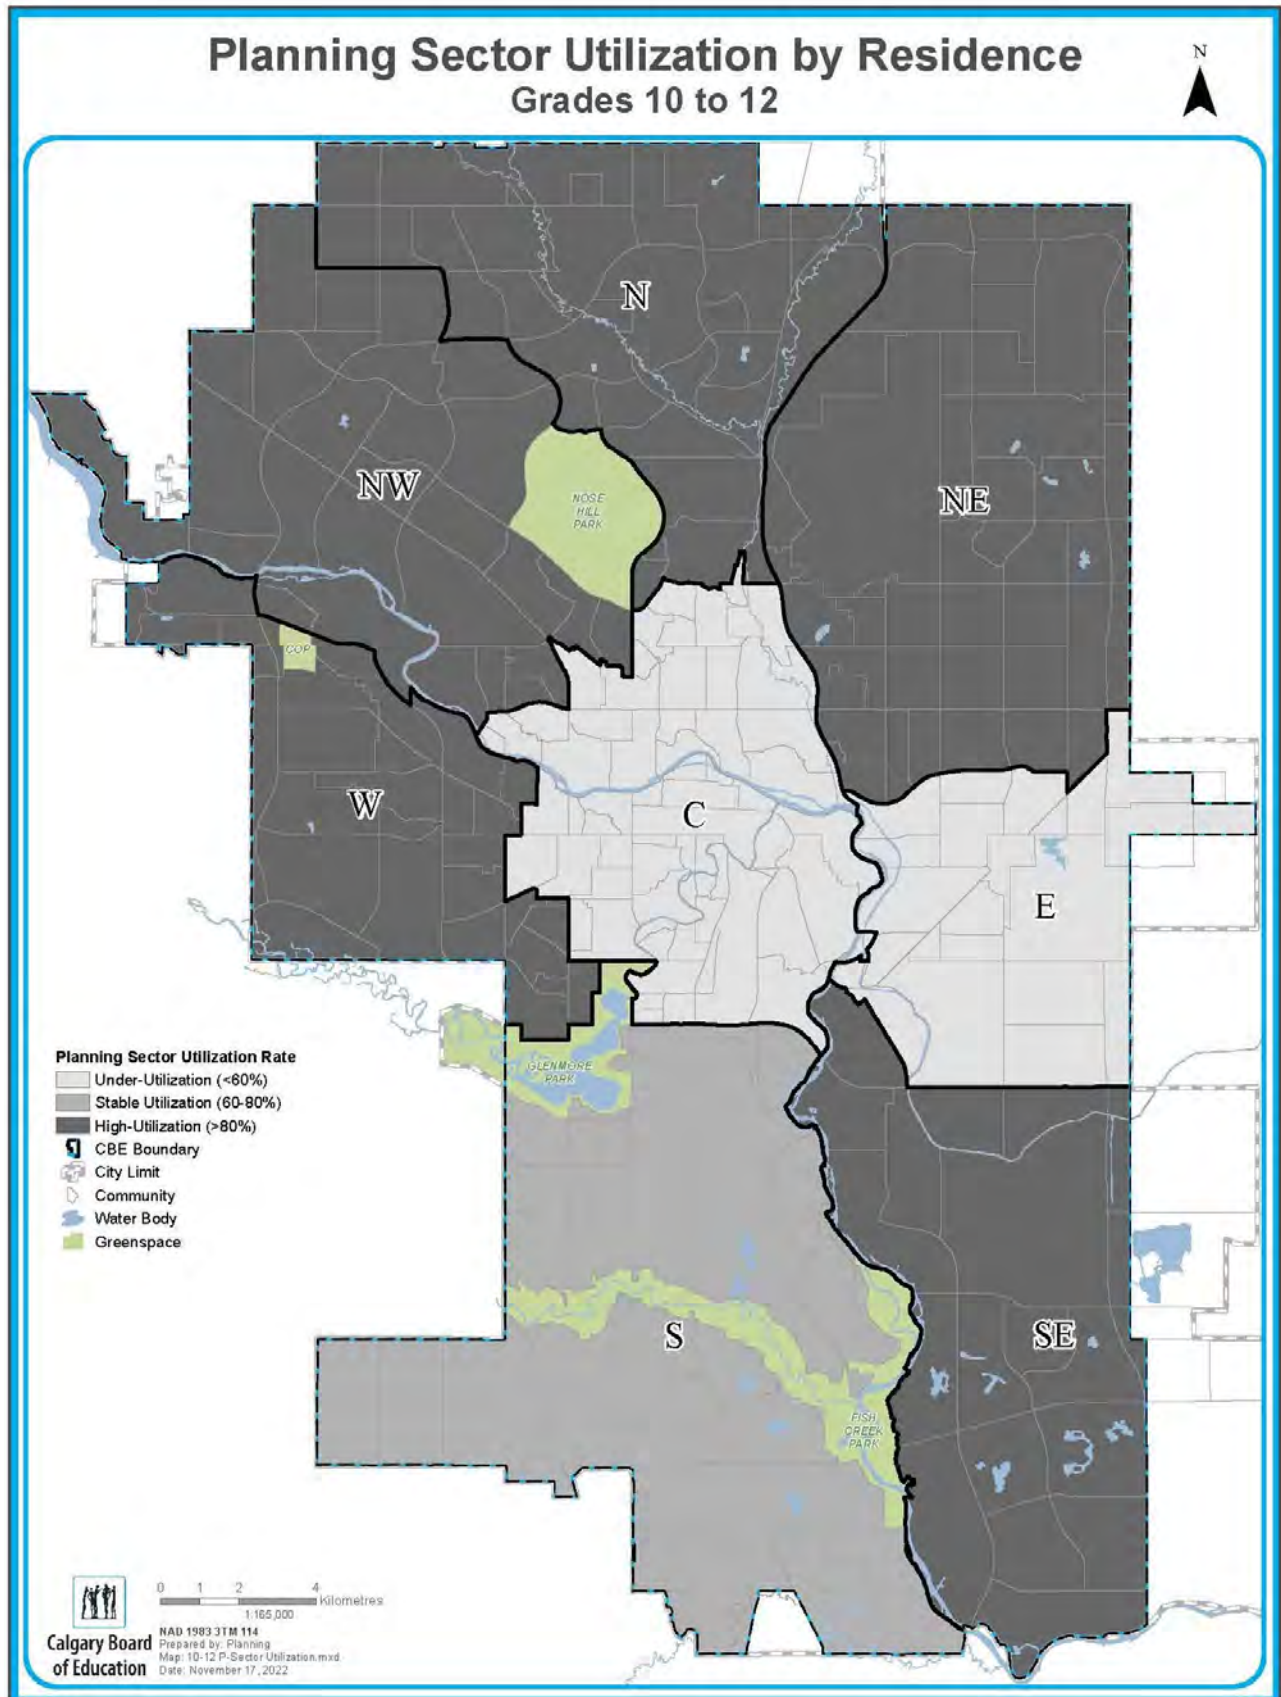 Planning Sector Utilization by Residence
Grades 10 to 12
N
N
NW
NOSE
HILL
PARK
NE
COP
W
C
E
GLENMORE
PARK
Planning Sector Utilization Rate
Under-Utilization (<60%)
Stable Utilization (60-80%)
High-Utilization (>80%)
CBE Boundary
City Limit
Community
Water Body
Greenspace
S
SE
FISH
CREEK
PARK
0 1 2 4
Kilometres
1:165,000
NAD 1983 3TM 114
Prepared by: Planning
Map: 10-12 P-Sector Utilization.mxd
Date: November 17, 2022
Calgary Board
of Education